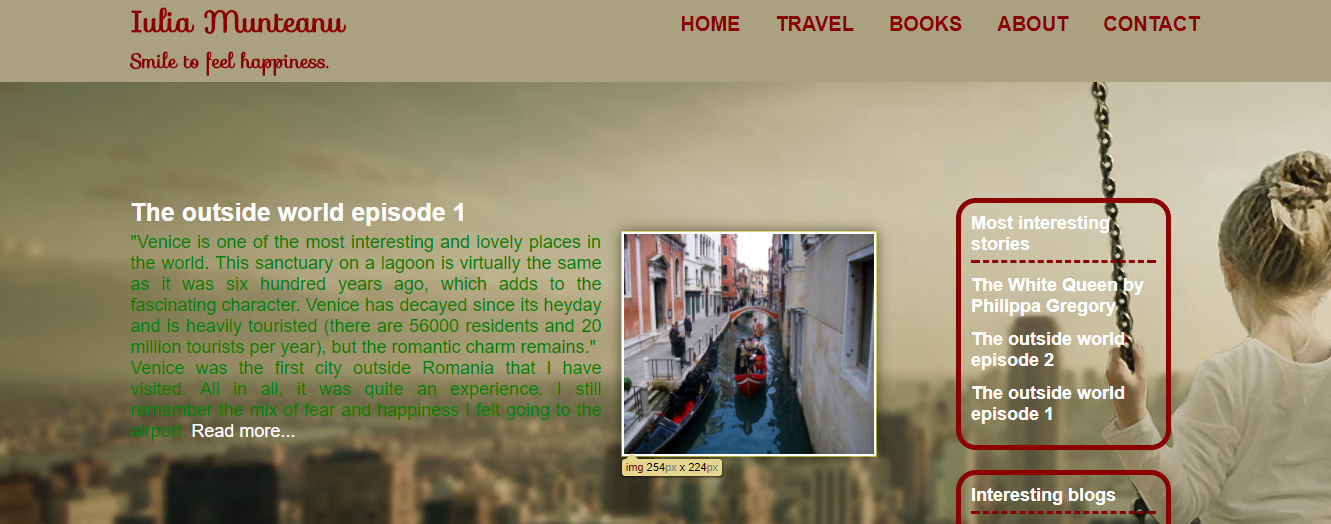 Iulia Munteanu
Smile to feel happiness.
HOME TRAVEL BOOKS ABOUT CONTACT
The outside world episode 1
"Venice is one of the most interesting and lovely places in
the world. This sanctuary on a lagoon is virtually the same
as it was six hundred years ago, which adds to the
fascinating character. Venice has decayed since its heyday
and is heavily touristed (there are 56000 residents and 20
million tourists per year), but the romantic charm remains."
Venice was the first city outside Romania that I have
visited. All in all, it was quite an experience. I still
remember the mix of fear and happiness I felt going to the
airport. Read more...
img 254px x 224px
Most interesting
stories
The White Queen by
Phillppa Gregory
The outside world
episode 2
The outside world
episode 1
Interesting blogs